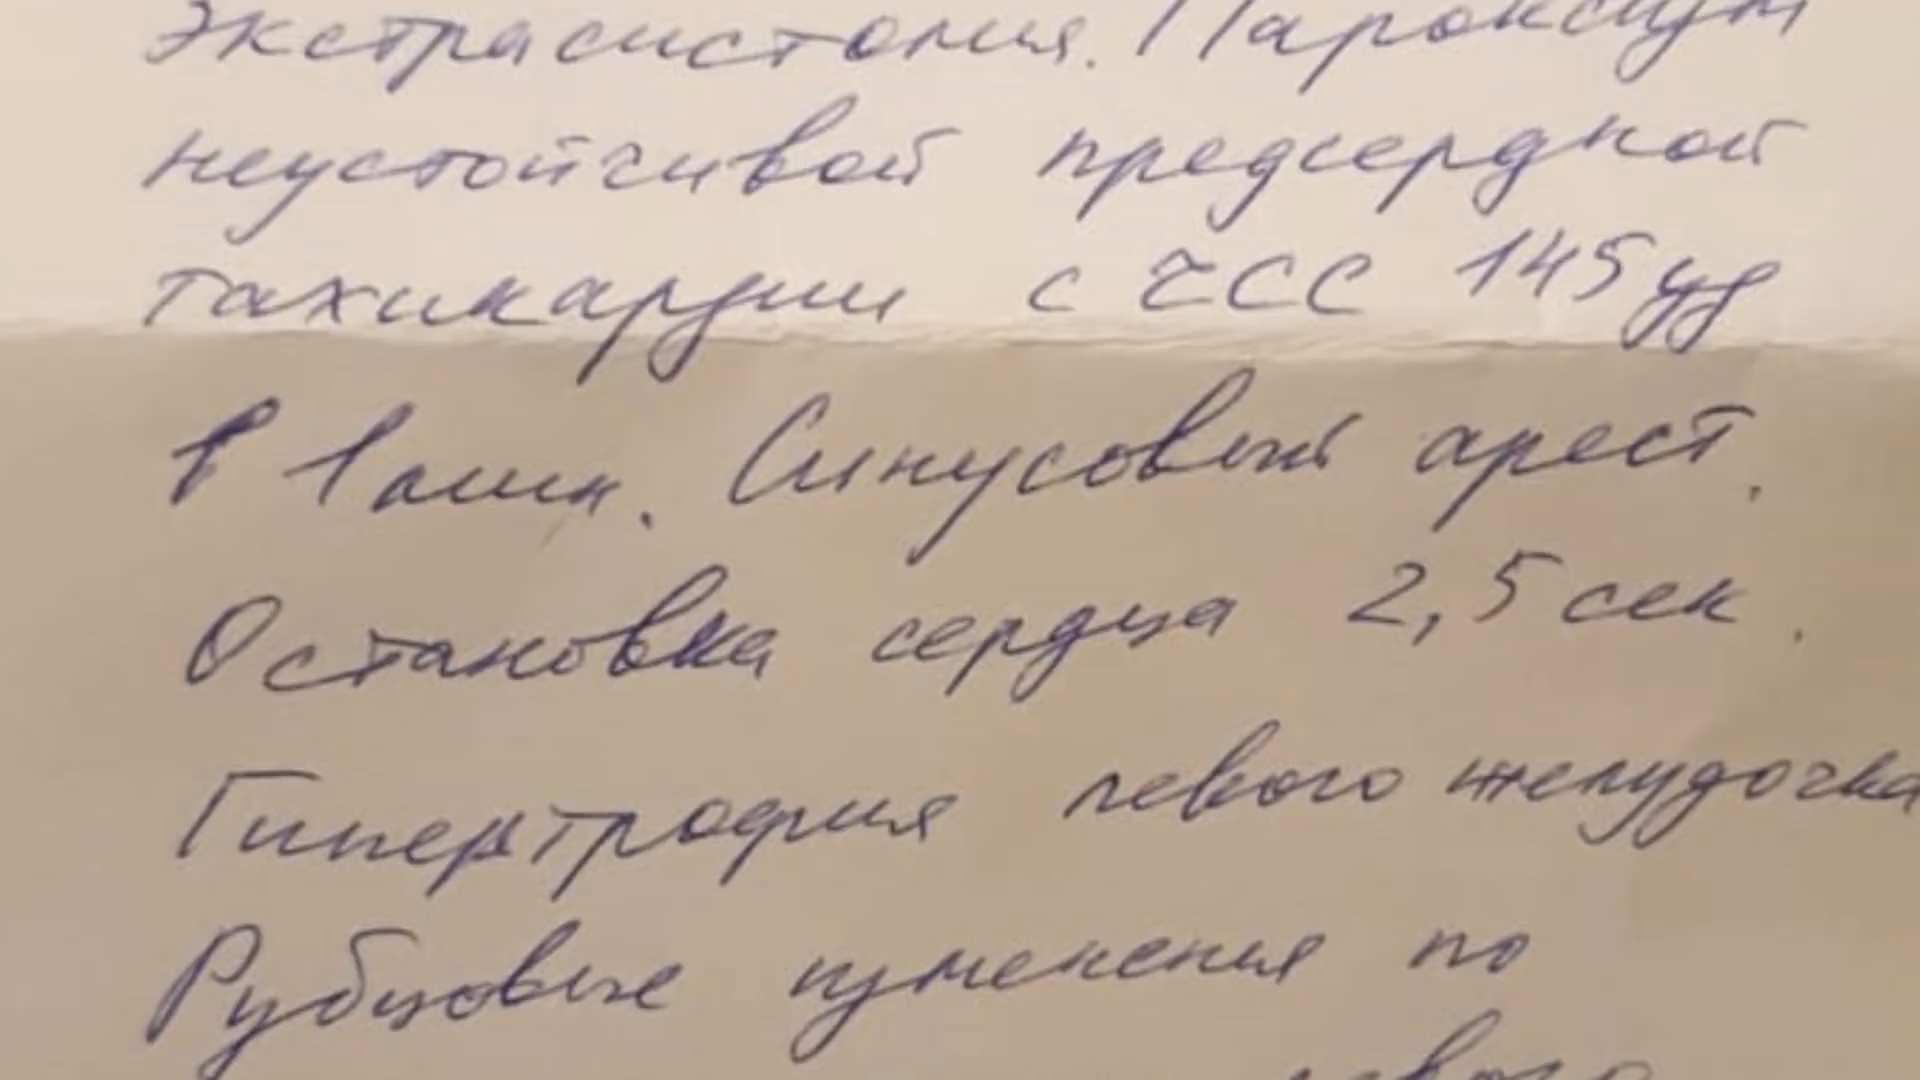 Экстрасистолия. Пароксизм
неустойчивой предсердной
тахикардии с ЧСС 145 уд
в 1 мин. Синусовый арест.
Остановка сердца 2,5 сек.
Гипертрофия левого желудочка
Рубцовые изменения по
левого